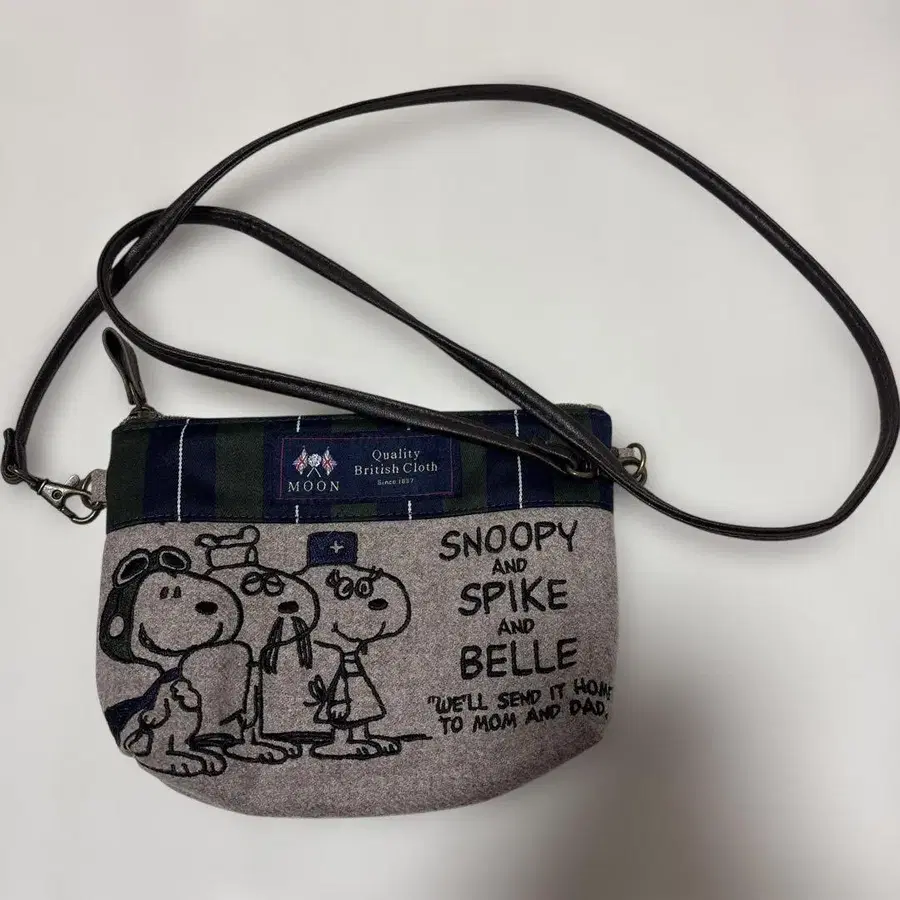 Quality
British Cloth
MOON
Since 1837
SNOOPY
AND
SPIKE
AND
BELLE
"WE'LL SEND IT HOME
TO MOM AND DAD,